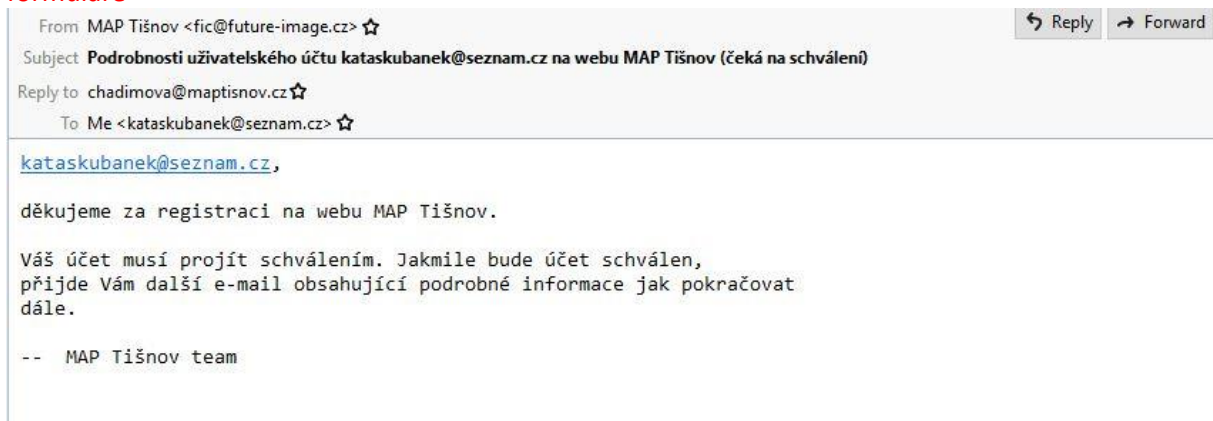 formuláře
From MAP Tišnov <fic@future-image.cz>
Reply Forward
Subject Podrobnosti uživatelského účtu kataskubanek@seznam.cz na webu MAP Tišnov (čeká na schválení)
Reply to chadimova@maptisnov.cz
To Me <kataskubanek@seznam.cz>
kataskubanek@seznam.cz,
děkujeme za registraci na webu MAP Tišnov.
Váš účet musí projít schválením. Jakmile bude účet schválen,
přijde Vám další e-mail obsahující podrobné informace jak pokračovat
dále.
-- MAP Tišnov team